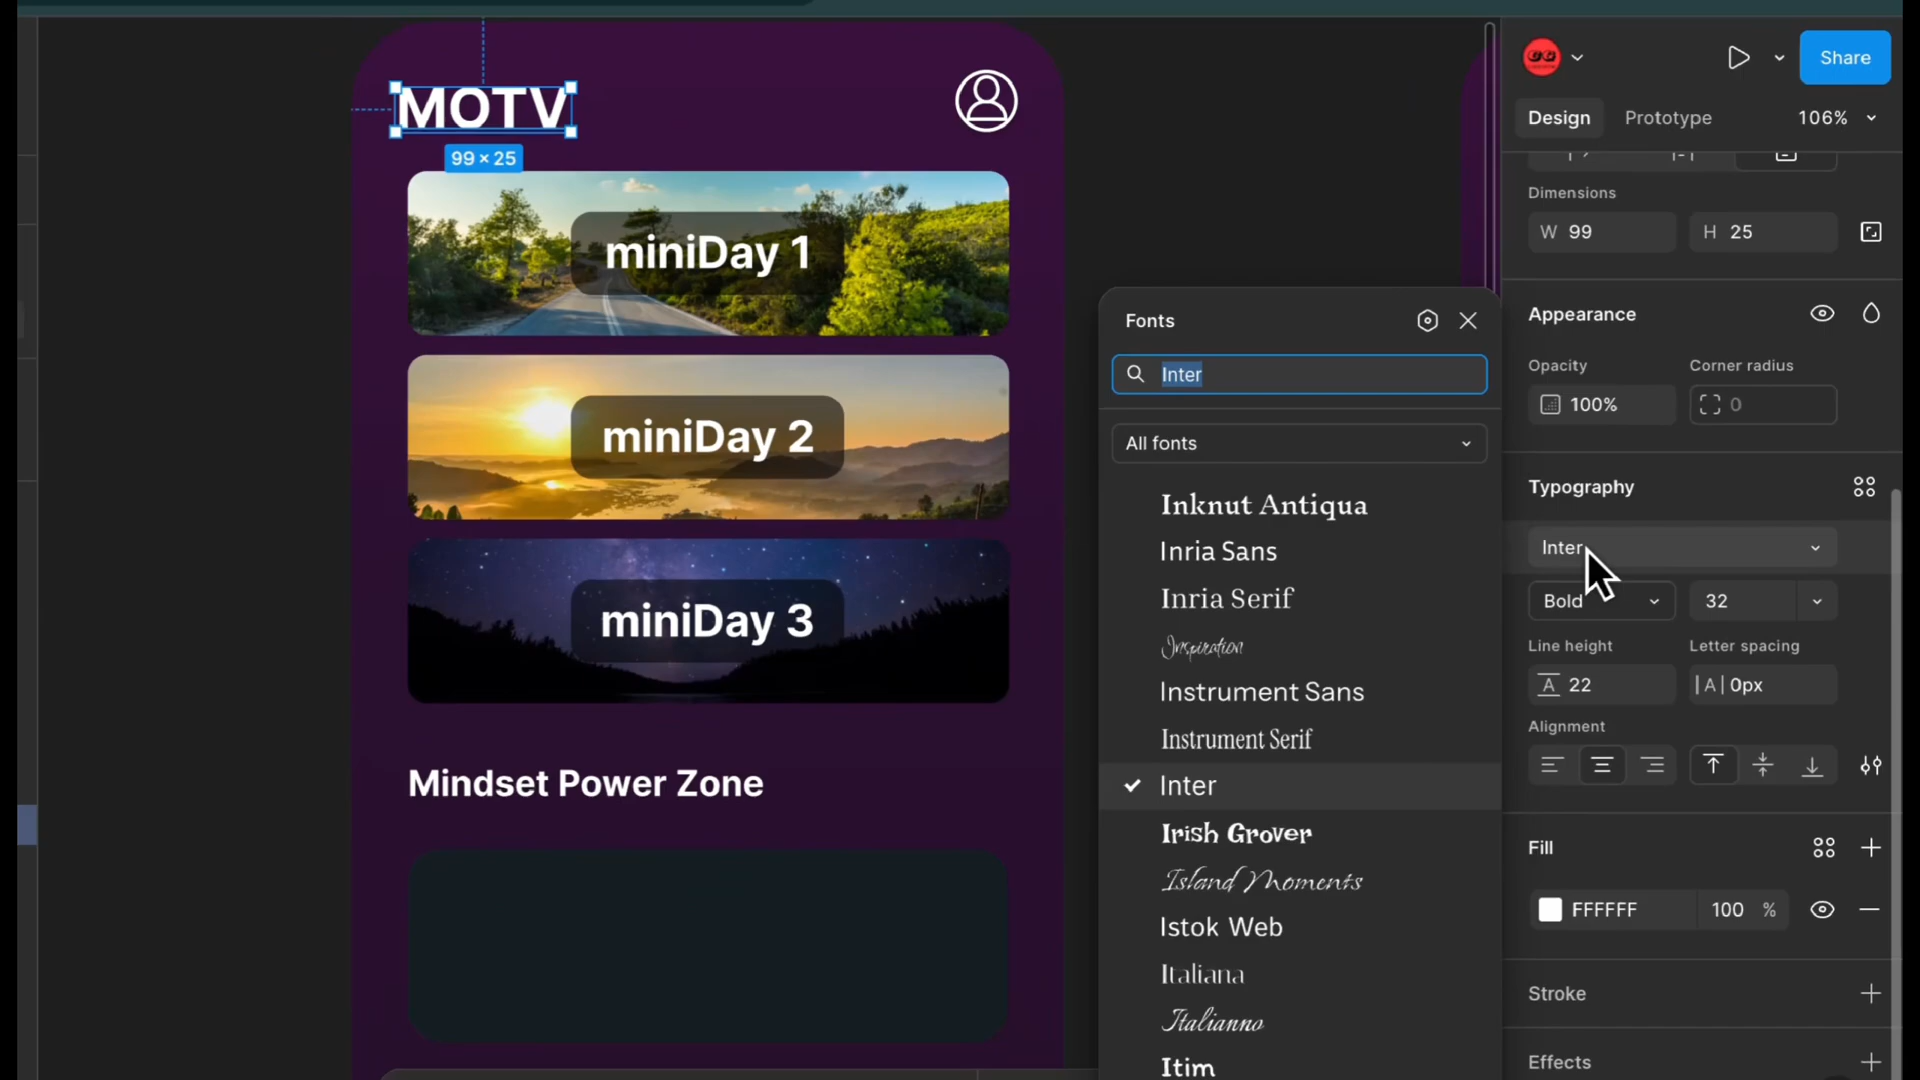 MOTV
99 × 25
miniDay 1
miniDay 2
miniDay 3
Mindset Power Zone
Fonts
Inter
All fonts
Inknut Antiqua
Inria Sans
Inria Serif
Inspiration
Instrument Sans
Instrument Serif
Inter
Irish Grover
Island Moments
Istok Web
Italiana
Italianno
Itim
Share
Design Prototype 106%
Dimensions
W 99 H 25
Appearance
Opacity Corner radius
100% 0
Typography
Inter
Bold 32
Line height Letter spacing
22 |A| 0px
Alignment
Fill
FFFFFF 100 %
Stroke
Effects